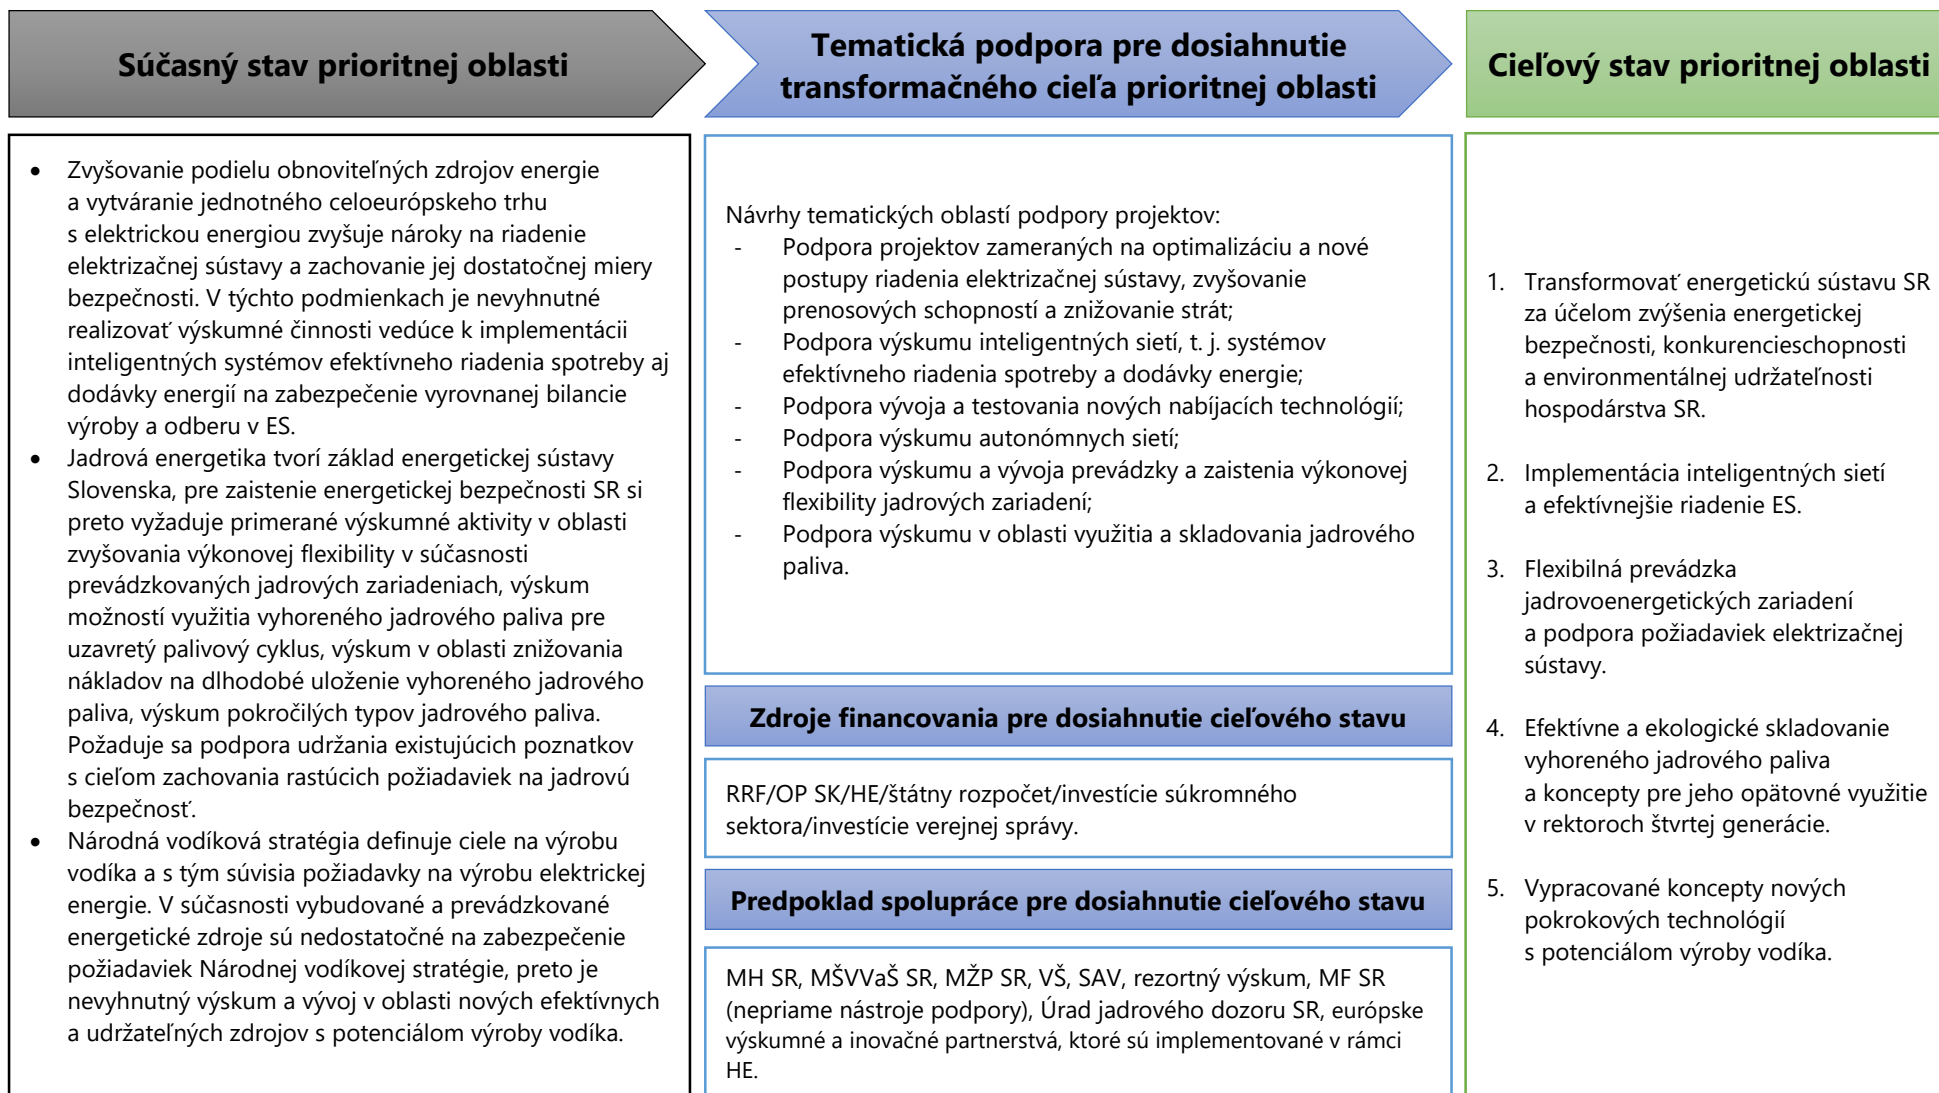 Súčasný stav prioritnej oblasti
• Zvyšovanie podielu obnoviteľných zdrojov energie
a vytváranie jednotného celoeurópskeho trhu
s elektrickou energiou zvyšuje nároky na riadenie
elektrizačnej sústavy a zachovanie jej dostatočnej miery
bezpečnosti. V týchto podmienkach je nevyhnutné
realizovať výskumné činnosti vedúce k implementácii
inteligentných systémov efektívneho riadenia spotreby aj
dodávky energií na zabezpečenie vyrovnanej bilancie
výroby a odberu v ES.
• Jadrová energetika tvorí základ energetickej sústavy
Slovenska, pre zaistenie energetickej bezpečnosti SR si
preto vyžaduje primerané výskumné aktivity v oblasti
zvyšovania výkonovej flexibility v súčasnosti
prevádzkovaných jadrových zariadeniach, výskum
možností využitia vyhoreného jadrového paliva pre
uzavretý palivový cyklus, výskum v oblasti znižovania
nákladov na dlhodobé uloženie vyhoreného jadrového
paliva, výskum pokročilých typov jadrového paliva.
Požaduje sa podpora udržania existujúcich poznatkov
s cieľom zachovania rastúcich požiadaviek na jadrovú
bezpečnosť.
• Národná vodíková stratégia definuje ciele na výrobu
vodíka a s tým súvisia požiadavky na výrobu elektrickej
energie. V súčasnosti vybudované a prevádzkované
energetické zdroje sú nedostatočné na zabezpečenie
požiadaviek Národnej vodíkovej stratégie, preto je
nevyhnutný výskum a vývoj v oblasti nových efektívnych
a udržateľných zdrojov s potenciálom výroby vodíka.
Tematická podpora pre dosiahnutie
transformačného cieľa prioritnej oblasti
Návrhy tematických oblastí podpory projektov:
- Podpora projektov zameraných na optimalizáciu a nové
postupy riadenia elektrizačnej sústavy, zvyšovanie
prenosových schopností a znižovanie strát;
- Podpora výskumu inteligentných sietí, t. j. systémov
efektívneho riadenia spotreby a dodávky energie;
- Podpora vývoja a testovania nových nabíjacích technológií;
- Podpora výskumu autonómnych sietí;
- Podpora výskumu a vývoja prevádzky a zaistenia výkonovej
flexibility jadrových zariadení;
- Podpora výskumu v oblasti využitia a skladovania jadrového
paliva.
Zdroje financovania pre dosiahnutie cieľového stavu
RRF/OP SK/HE/štátny rozpočet/investície súkromného
sektora/investície verejnej správy.
Predpoklad spolupráce pre dosiahnutie cieľového stavu
MH SR, MŠVVaŠ SR, MŽP SR, VŠ, SAV, rezortný výskum, MF SR
(nepriame nástroje podpory), Úrad jadrového dozoru SR, európske
výskumné a inovačné partnerstvá, ktoré sú implementované v rámci
HE.
Cieľový stav prioritnej oblasti
1. Transformovať energetickú sústavu SR
za účelom zvýšenia energetickej
bezpečnosti, konkurencieschopnosti
a environmentálnej udržateľnosti
hospodárstva SR.
2. Implementácia inteligentných sietí
a efektívnejšie riadenie ES.
3. Flexibilná prevádzka
jadrovoenergetických zariadení
a podpora požiadaviek elektrizačnej
sústavy.
4. Efektívne a ekologické skladovanie
vyhoreného jadrového paliva
a koncepty pre jeho opätovné využitie
v rektoroch štvrtej generácie.
5. Vypracované koncepty nových
pokrokových technológií
s potenciálom výroby vodíka.